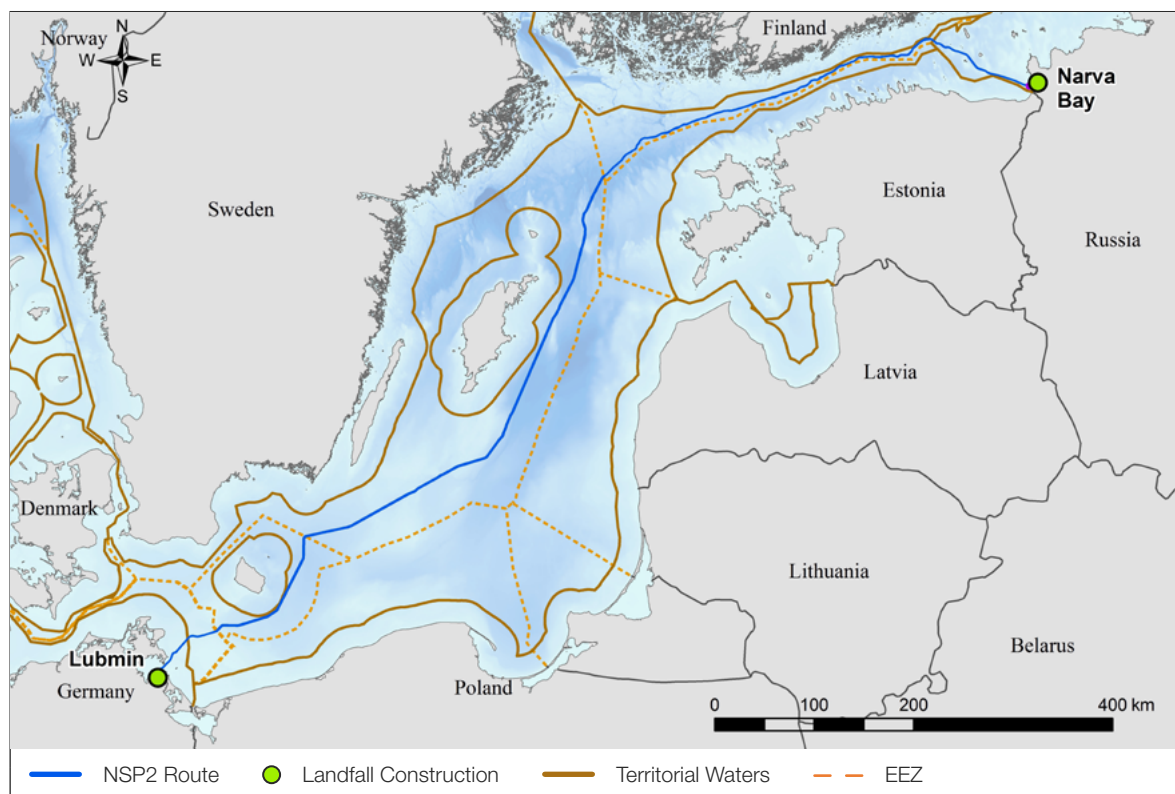 Norway
N
W E
S
Finland
Narva
Bay
Sweden
Estonia
Russia
Latvia
Denmark
Lithuania
Belarus
Lubmin
Germany
Poland
0 100 200 400 km
NSP2 Route Landfall Construction Territorial Waters EEZ